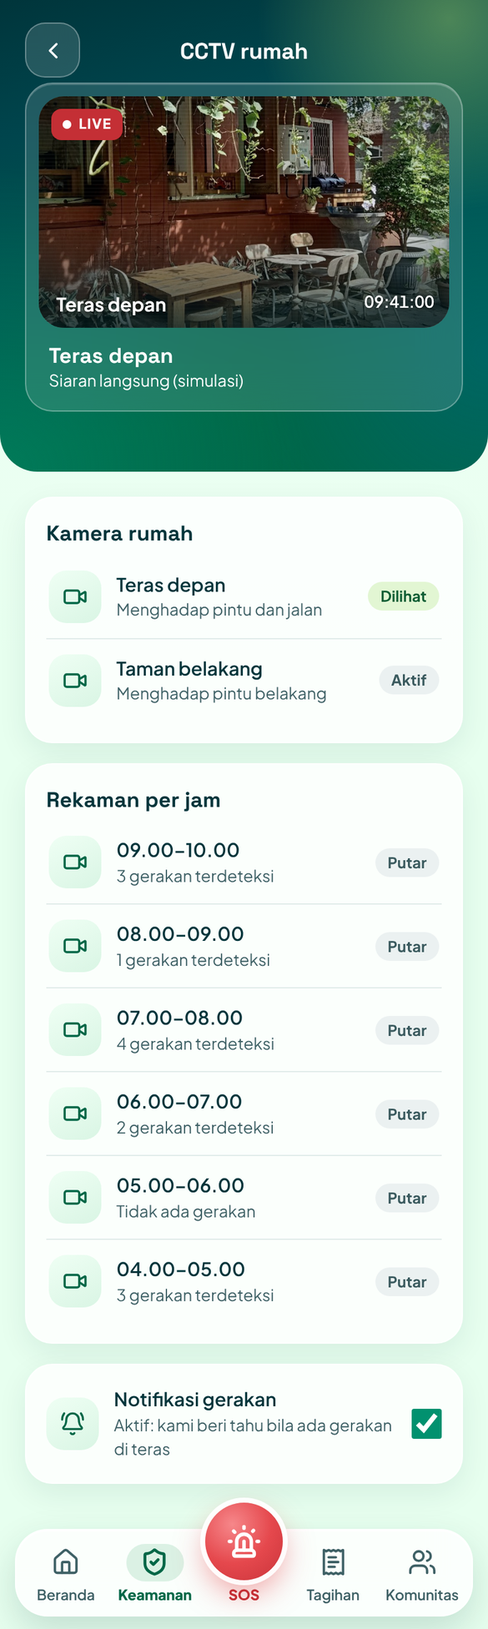 CCTV rumah
LIVE
Teras depan
09:41:00
Teras depan
Siaran langsung (simulasi)
Kamera rumah
Teras depan
Menghadap pintu dan jalan
Dilihat
Taman belakang
Menghadap pintu belakang
Aktif
Rekaman per jam
09.00–10.00
3 gerakan terdeteksi
Putar
08.00–09.00
1 gerakan terdeteksi
Putar
07.00–08.00
4 gerakan terdeteksi
Putar
06.00–07.00
2 gerakan terdeteksi
Putar
05.00–06.00
Tidak ada gerakan
Putar
04.00–05.00
3 gerakan terdeteksi
Putar
Notifikasi gerakan
Aktif: kami beri tahu bila ada gerakan
di teras
Beranda
Keamanan
SOS
Tagihan
Komunitas